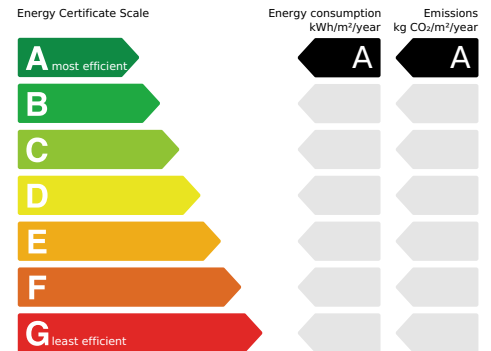 Energy Certificate Scale
Energy consumption
kWh/m²/year
Emissions
kg CO₂/m²/year
A most efficient
A
A
B
C
D
E
F
G least efficient